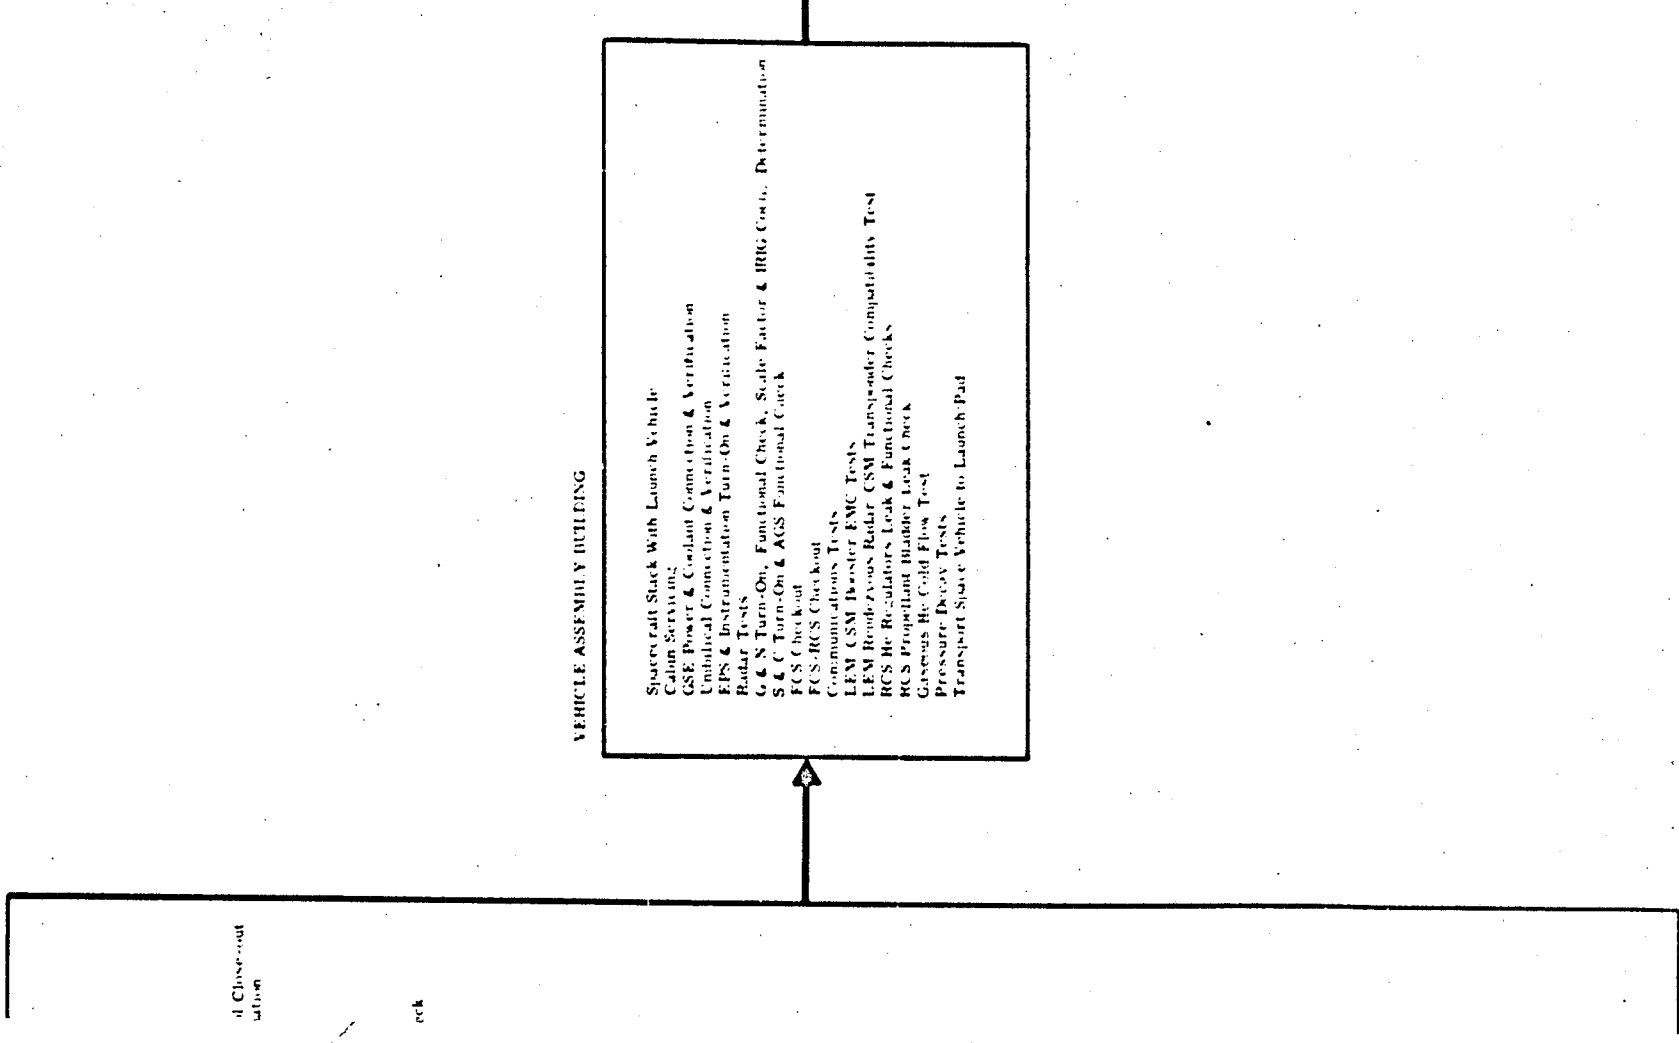 VEHICLE ASSEMBLY BUILDING
Spacecraft Stack With Launch Vehicle
Cabin Servicing
GSE Power & Coolant Connection & Verification
Umbilical Connection & Verification
EPS & Instrumentation Turn-On & Verification
Radar Tests
G & N Turn-On, Functional Check, Scale Factor & IRIG Coeff. Determination
S & C Turn-On & AGS Functional Check
FCS Checkout
FCS-RCS Checkout
Communications Tests
LEM CSM Booster EMC Tests
LEM Rendezvous Radar CSM Transponder Compatibility Test
RCS He Regulators Leak & Functional Checks
RCS Propellant Bladder Leak Check
Gaseous He Cold Flow Test
Pressure Decay Tests
Transport Space Vehicle to Launch Pad
Close-out
eck